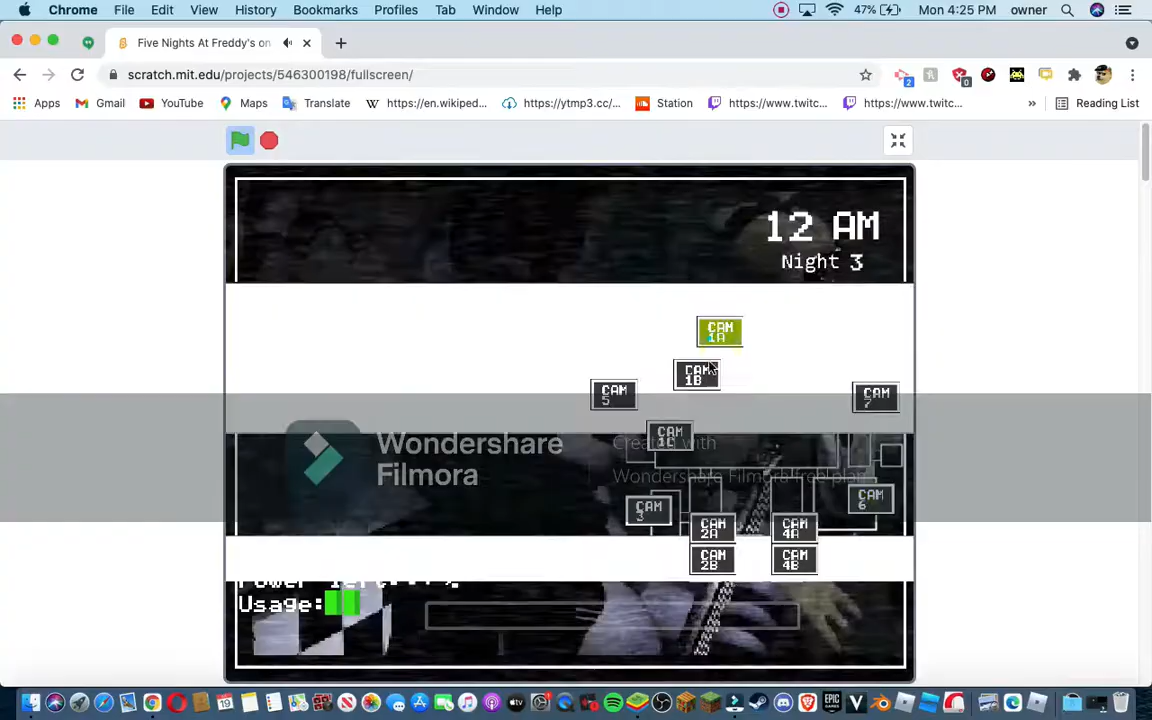 Chrome File Edit View History Bookmarks Profiles Tab Window Help 47% Mon 4:25 PM owner
Five Nights At Freddy's on
scratch.mit.edu/projects/546300198/fullscreen/
2 0
Apps Gmail YouTube Maps Translate https://en.wikiped... https://ytmp3.cc/... Station https://www.twitc... https://www.twitc... » Reading List
12 AM
Night 3
CAM 1A
CAM 1B
CAM 5
CAM 7
CAM 1C
Wondershare
Filmora
Created with
Wondershare Filmora free plan
CAM 3
CAM 6
CAM 2A
CAM 4A
CAM 2B
CAM 4B
Usage: